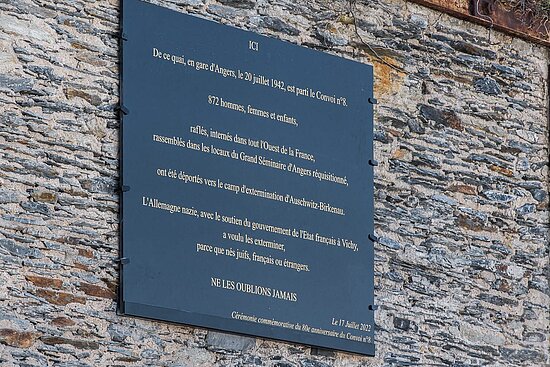 ICI
De ce quai, en gare d'Angers, le 20 juillet 1942, est parti le Convoi n°8.
872 hommes, femmes et enfants,
raflés, internés dans tout l'Ouest de la France,
rassemblés dans les locaux du Grand Séminaire d'Angers réquisitionné,
ont été déportés vers le camp d'extermination d'Auschwitz-Birkenau.
L'Allemagne nazie, avec le soutien du gouvernement de l'Etat français à Vichy,
a voulu les exterminer,
parce que nés juifs, français ou étrangers.
NE LES OUBLIONS JAMAIS
Le 17 Juillet 2022
Cérémonie commémorative du 80e anniversaire du Convoi n°8